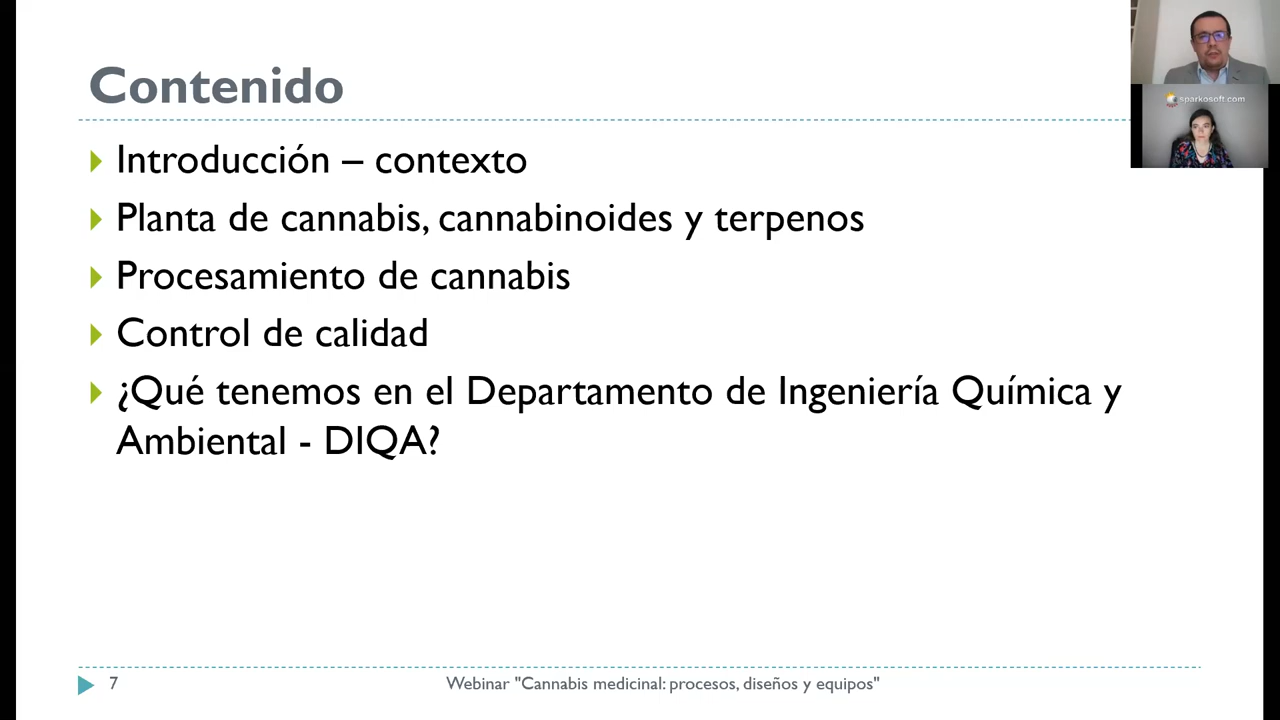 Contenido
sparkosoft.com
Introducción – contexto
Planta de cannabis, cannabinoides y terpenos
Procesamiento de cannabis
Control de calidad
¿Qué tenemos en el Departamento de Ingeniería Química y
Ambiental - DIQA?
7
Webinar "Cannabis medicinal: procesos, diseños y equipos"